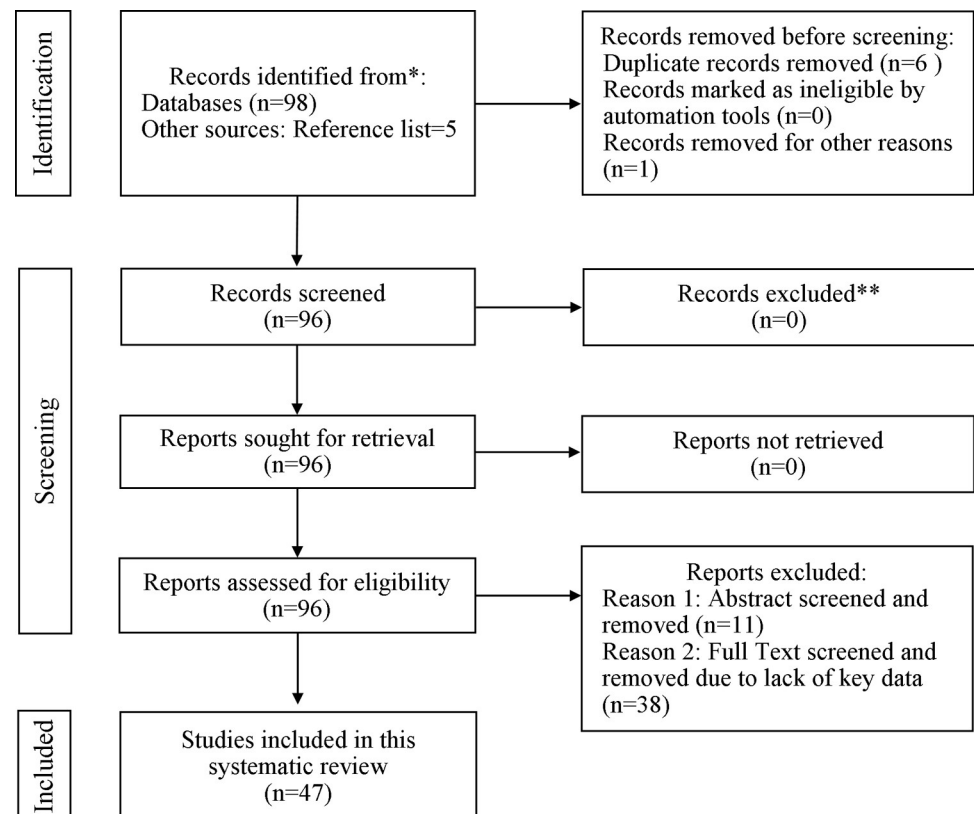 Identification
Records identified from*:
Databases (n=98)
Other sources: Reference list=5
Records removed before screening:
Duplicate records removed (n=6 )
Records marked as ineligible by
automation tools (n=0)
Records removed for other reasons
(n=1)
Screening
Records screened
(n=96)
Records excluded**
(n=0)
Reports sought for retrieval
(n=96)
Reports not retrieved
(n=0)
Reports assessed for eligibility
(n=96)
Reports excluded:
Reason 1: Abstract screened and
removed (n=11)
Reason 2: Full Text screened and
removed due to lack of key data
(n=38)
Included
Studies included in this
systematic review
(n=47)